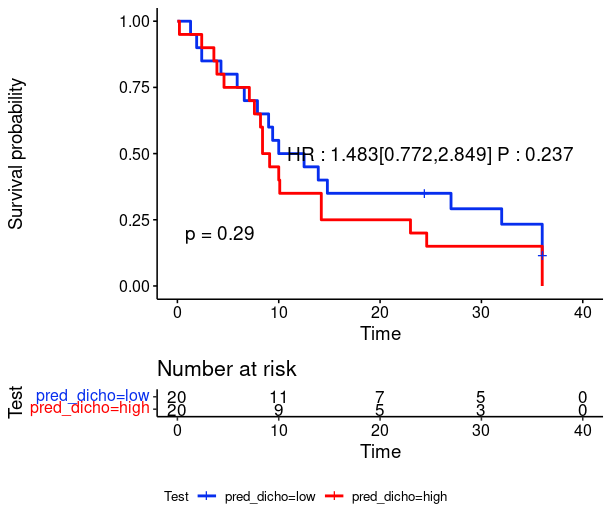 Survival probability
1.00
0.75
0.50
0.25
0.00
HR : 1.483[0.772,2.849] P : 0.237
p = 0.29
0 10 20 30 40
Time
Number at risk
Test
pred_dicho=low 20 11 7 5 0
pred_dicho=high 20 9 5 3 0
0 10 20 30 40
Time
Test pred_dicho=low pred_dicho=high